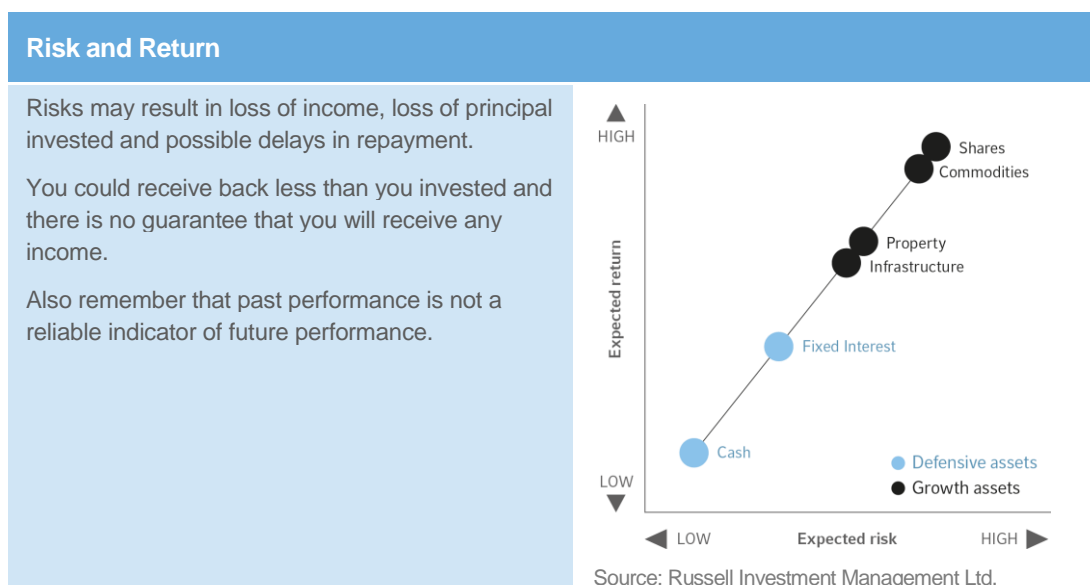 Risk and Return
Risks may result in loss of income, loss of principal
invested and possible delays in repayment.
You could receive back less than you invested and
there is no guarantee that you will receive any
income.
Also remember that past performance is not a
reliable indicator of future performance.
HIGH
Expected return
LOW
Shares
Commodities
Property
Infrastructure
Fixed Interest
Cash
Defensive assets
Growth assets
LOW
Expected risk
HIGH
Source: Russell Investment Management Ltd.